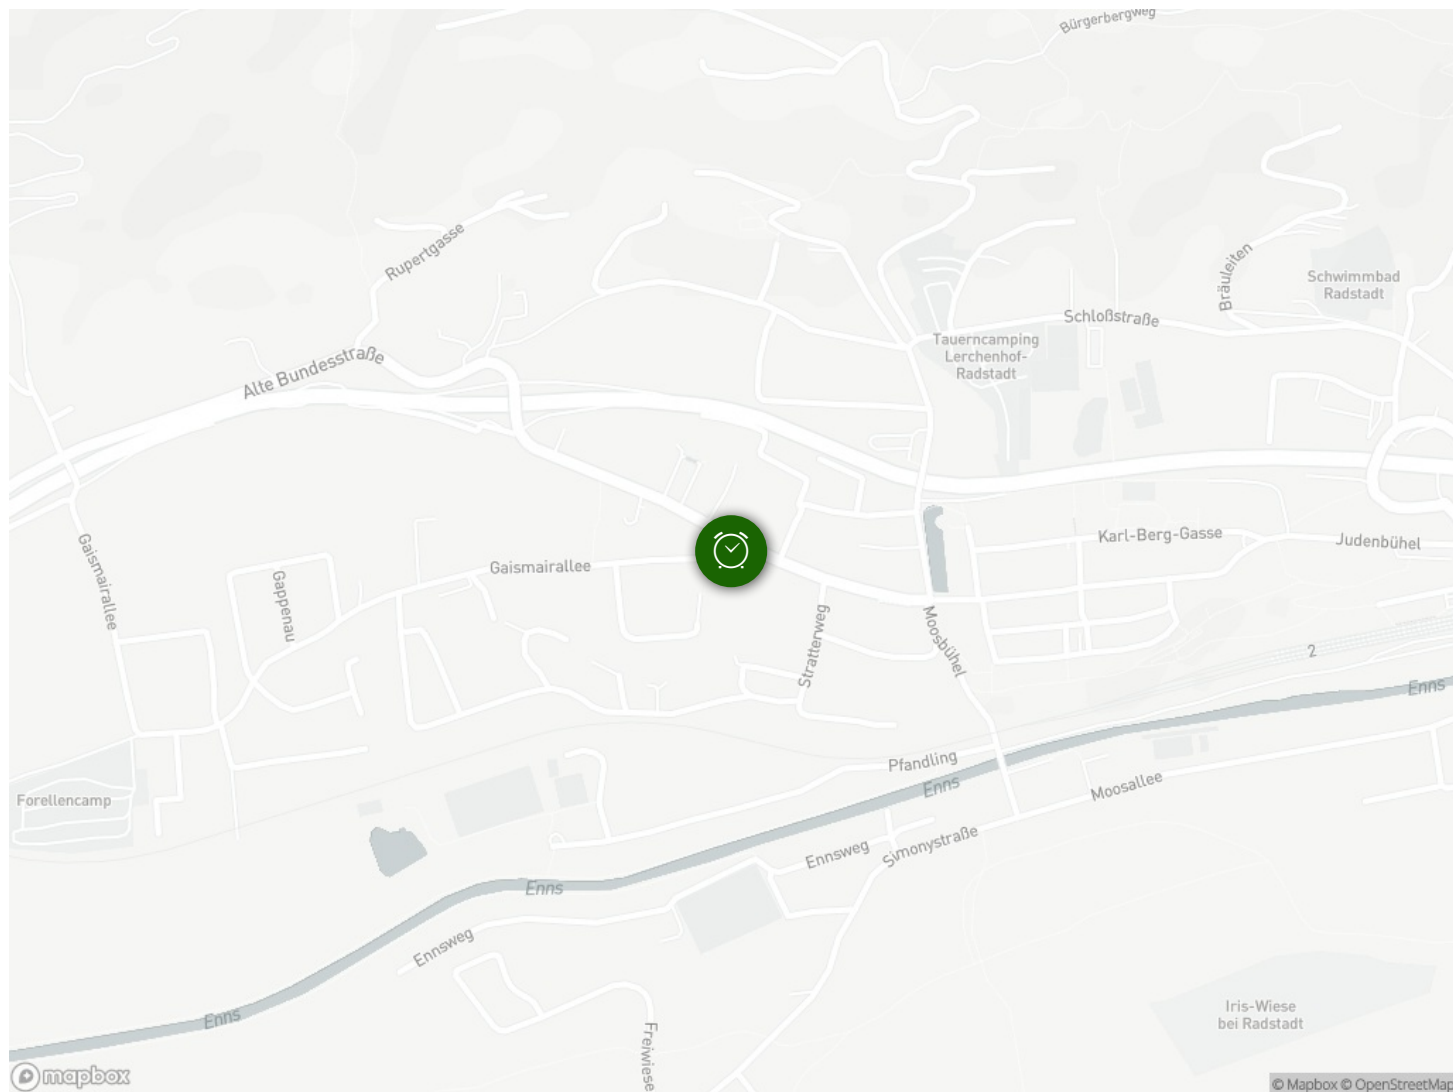 Bürgerbergweg
Rupertgasse
Bräuleiten
Schwimmbad
Radstadt
Schloßstraße
Tauerncamping
Lerchenhof-
Radstadt
Alte Bundesstraße
Karl-Berg-Gasse
Judenbühel
Gaismairallee
Gaismairallee
Gappenau
Stratterweg
Moosbühel
2
Enns
Pfandling
Enns
Moosallee
Forellencamp
Simonystraße
Ennsweg
Enns
Ennsweg
Enns
Freiwiese
Iris-Wiese
bei Radstadt
mapbox
© Mapbox © OpenStreetMap